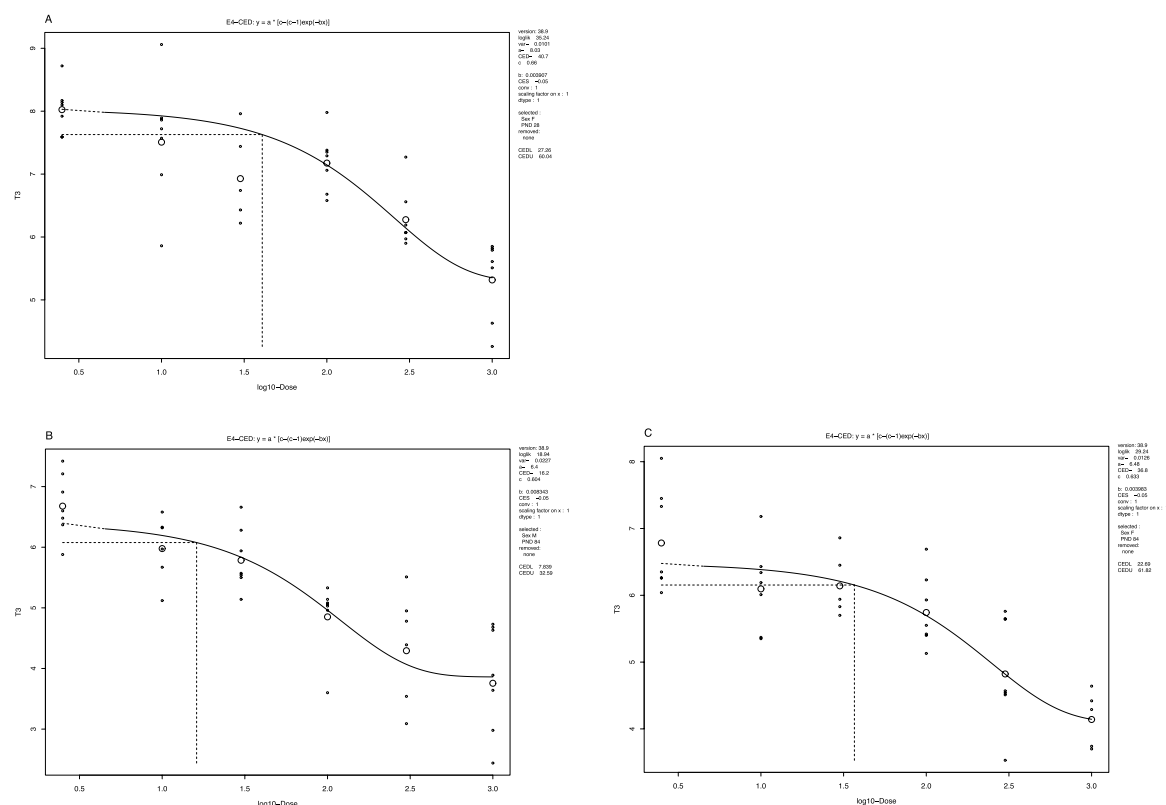 A
E4−CED: y = a * [c−(c−1)exp(−bx)]
version: 38.9
loglik 35.24
var− 0.0101
a− 8.03
CED− 40.7
c 0.66
b: 0.003907
CES −0.05
conv : 1
scaling factor on x : 1
dtype : 1
selected :
Sex F
PND 28
removed:
none
CEDL 27.26
CEDU 60.04
T3
9
8
7
6
5
0.5 1.0 1.5 2.0 2.5 3.0
log10−Dose
B
E4−CED: y = a * [c−(c−1)exp(−bx)]
version: 38.9
loglik 18.94
var− 0.0227
a− 6.4
CED− 16.2
c 0.604
b: 0.008343
CES −0.05
conv : 1
scaling factor on x : 1
dtype : 1
selected :
Sex M
PND 84
removed:
none
CEDL 7.839
CEDU 32.59
T3
7
6
5
4
3
0.5 1.0 1.5 2.0 2.5 3.0
log10−Dose
C
E4−CED: y = a * [c−(c−1)exp(−bx)]
version: 38.9
loglik 29.24
var− 0.0126
a− 6.48
CED− 36.8
c 0.633
b: 0.003983
CES −0.05
conv : 1
scaling factor on x : 1
dtype : 1
selected :
Sex F
PND 84
removed:
none
CEDL 22.69
CEDU 61.82
T3
8
7
6
5
4
0.5 1.0 1.5 2.0 2.5 3.0
log10−Dose